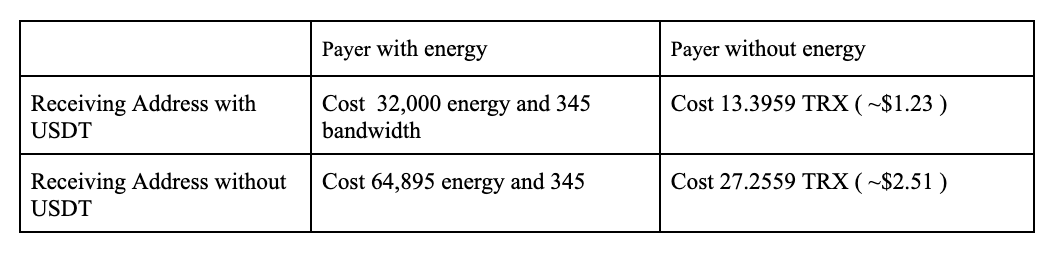 Payer with energy
Payer without energy
Receiving Address with
USDT
Cost 32,000 energy and 345
bandwidth
Cost 13.3959 TRX ( ~$1.23 )
Receiving Address without
USDT
Cost 64,895 energy and 345
Cost 27.2559 TRX ( ~$2.51 )